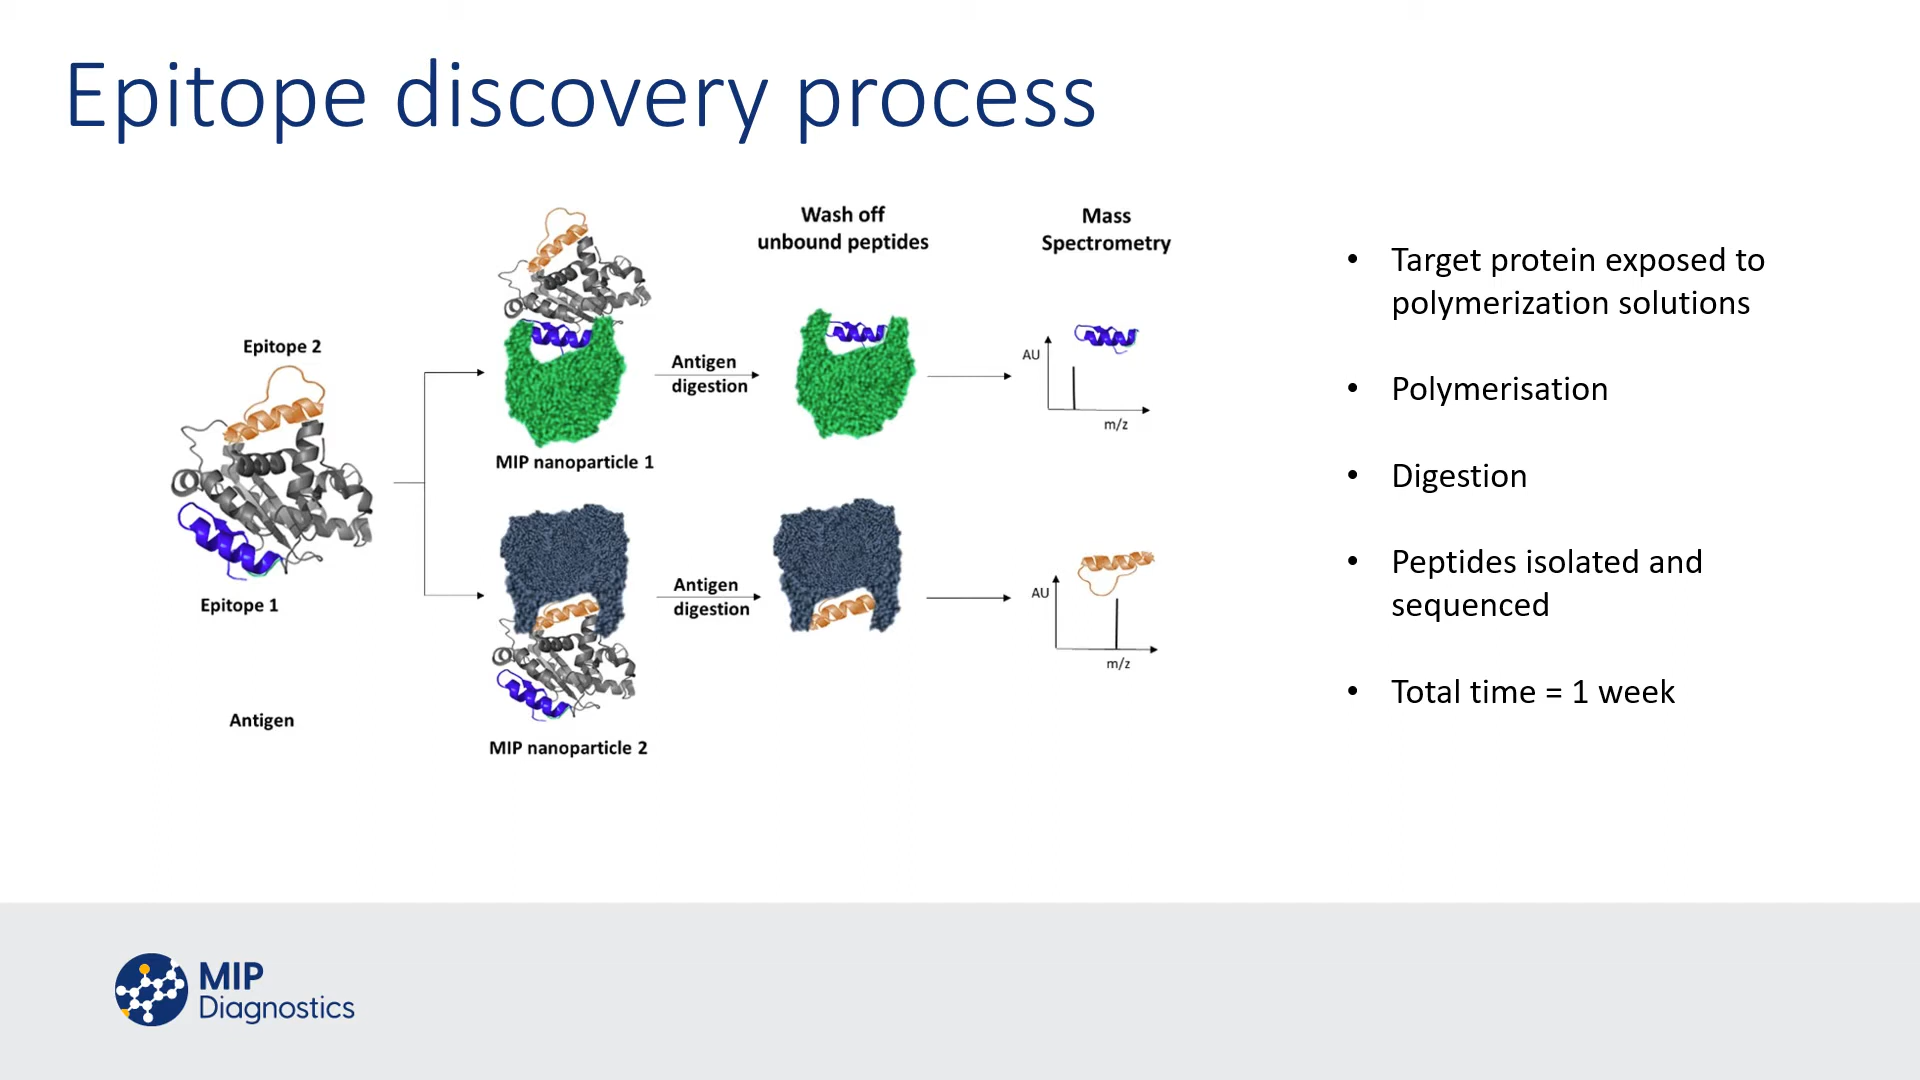 Epitope discovery process
Epitope 2
Epitope 1
Antigen
MIP nanoparticle 1
MIP nanoparticle 2
Antigen
digestion
Antigen
digestion
Wash off
unbound peptides
Mass
Spectrometry
AU
m/z
AU
m/z
• Target protein exposed to
polymerization solutions
• Polymerisation
• Digestion
• Peptides isolated and
sequenced
• Total time = 1 week
MIP
Diagnostics